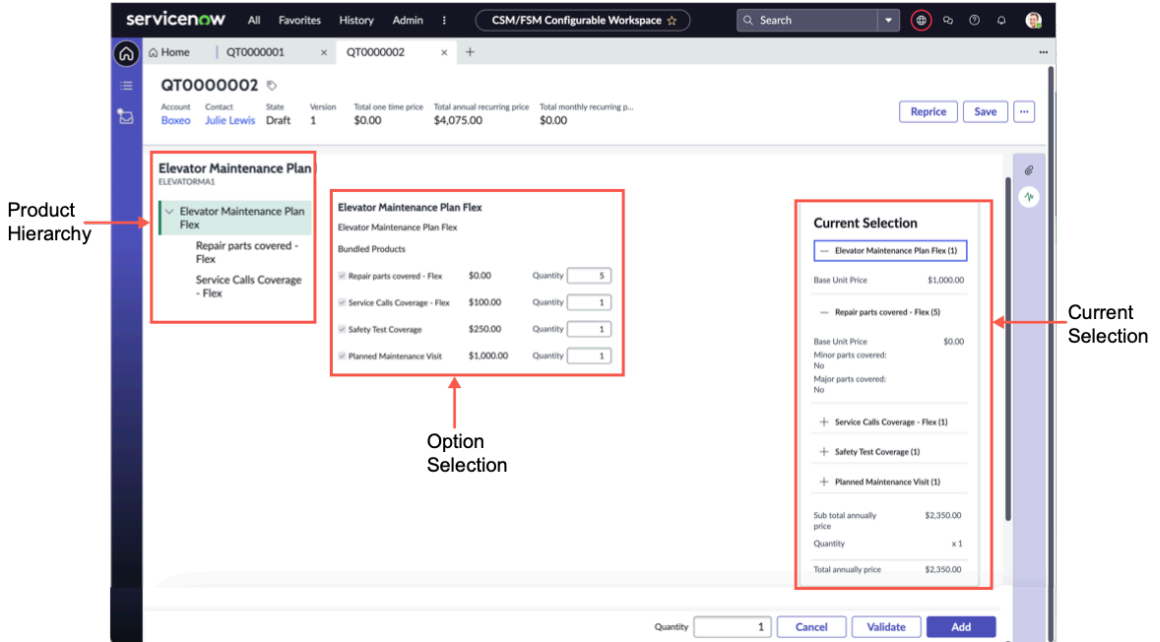 servicenow All Favorites History Admin CSM/FSM Configurable Workspace Search
Home QT0000001 × QT0000002 × +
QT0000002
Account Contact State Version Total one time price Total annual recurring price Total monthly recurring p...
Boxeo Julie Lewis Draft 1 $0.00 $4,075.00 $0.00
Reprice Save ...
Product
Hierarchy
Elevator Maintenance Plan
ELEVATORMA1
Elevator Maintenance Plan
Flex
Repair parts covered -
Flex
Service Calls Coverage
- Flex
Elevator Maintenance Plan Flex
Elevator Maintenance Plan Flex
Bundled Products
Repair parts covered - Flex $0.00 Quantity 5
Service Calls Coverage - Flex $100.00 Quantity 1
Safety Test Coverage $250.00 Quantity 1
Planned Maintenance Visit $1,000.00 Quantity 1
Option
Selection
Current Selection
— Elevator Maintenance Plan Flex (1)
Base Unit Price $1,000.00
— Repair parts covered - Flex (5)
Base Unit Price $0.00
Minor parts covered:
No
Major parts covered:
No
+ Service Calls Coverage - Flex (1)
+ Safety Test Coverage (1)
+ Planned Maintenance Visit (1)
Sub total annually $2,350.00
price
Quantity x 1
Total annually price $2,350.00
Current
Selection
Quantity 1 Cancel Validate Add